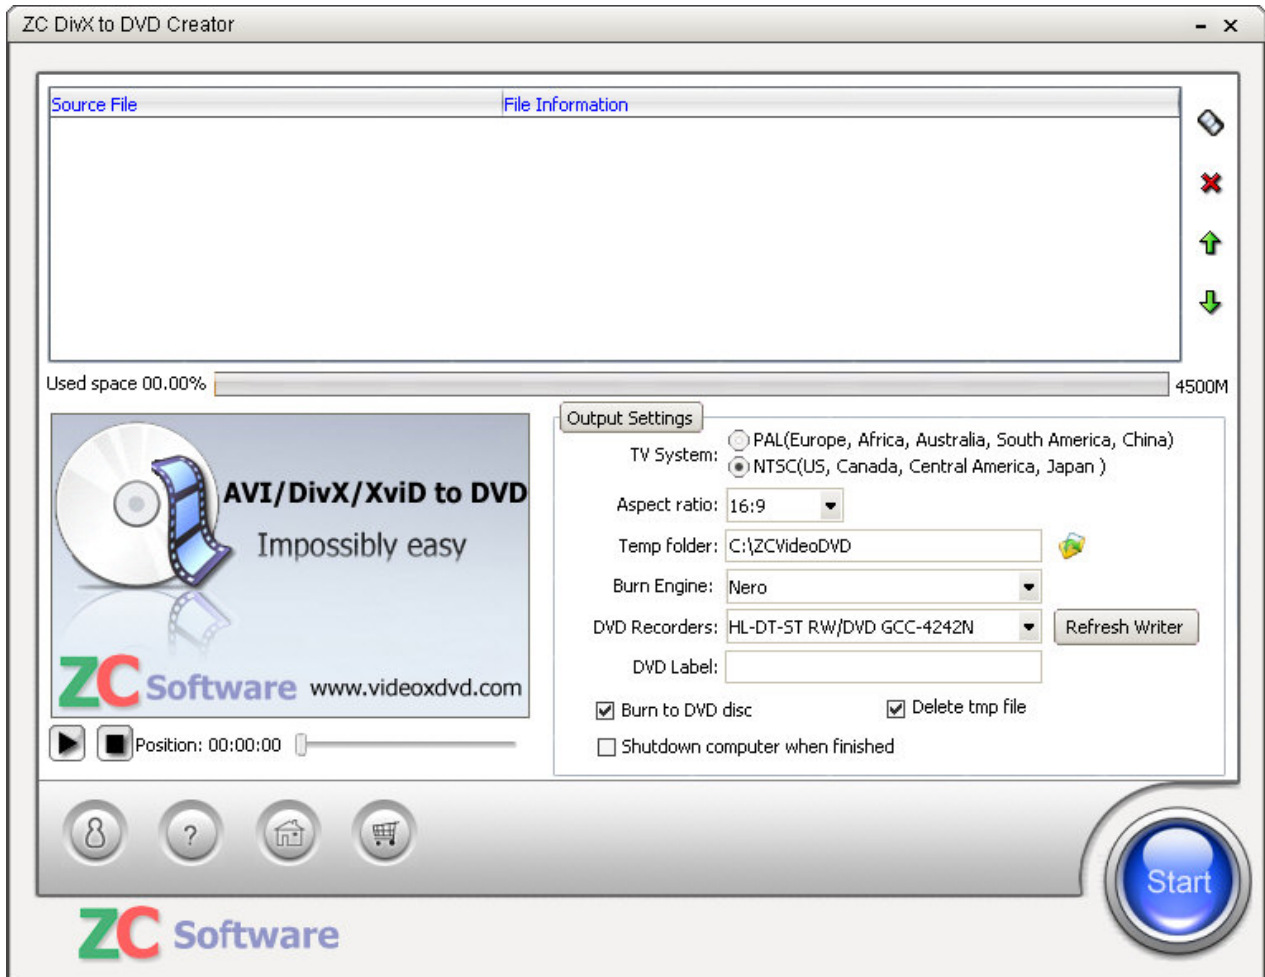 ZC DivX to DVD Creator
Source File File Information
Used space 00.00% 4500M
AVI/DivX/XviD to DVD
Impossibly easy
ZC Software www.videoxdvd.com
Position: 00:00:00
Output Settings
TV System: PAL(Europe, Africa, Australia, South America, China)
NTSC(US, Canada, Central America, Japan )
Aspect ratio: 16:9
Temp folder: C:\ZCVideoDVD
Burn Engine: Nero
DVD Recorders: HL-DT-ST RW/DVD GCC-4242N Refresh Writer
DVD Label:
Burn to DVD disc Delete tmp file
Shutdown computer when finished
?
Start
ZC Software